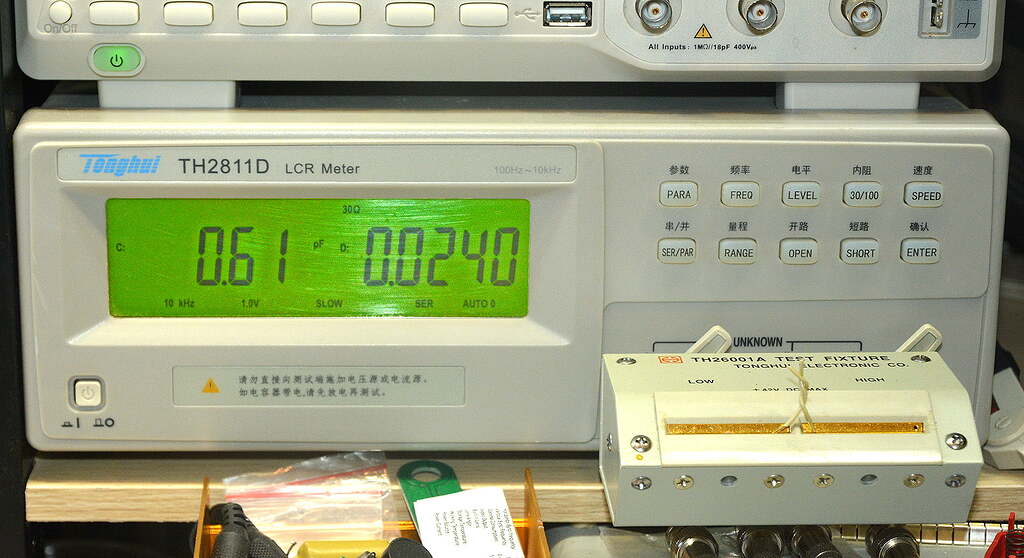 On/Off
All Inputs : 1MΩ//18pF 400Vpk
Tonghui TH2811D LCR Meter 100Hz~10kHz
30Ω
C: 0.61 pF D: 0.0240
10 kHz 1.0V SLOW SER AUTO 0
参数 频率 电平 内阻 速度
PARA FREQ LEVEL 30/100 SPEED
串/并 量程 开路 短路 确认
SER/PAR RANGE OPEN SHORT ENTER
UNKNOWN
请勿直接向测试端施加电压源或电流源。
如电容器带电,请先放电再测试。
TH26001A TEST FIXTURE
TONGHUI ELECTRONIC CO.
LOW HIGH